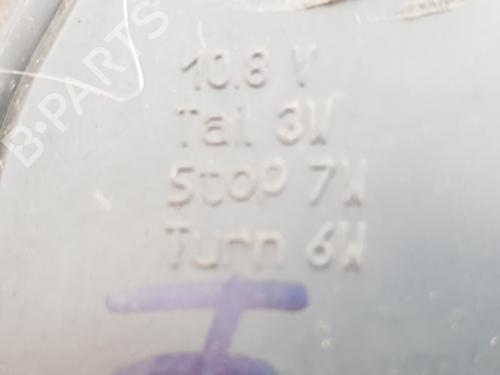 B-PARTS
10.8 V
Tail 3W
Stop 7W
Turn 6W